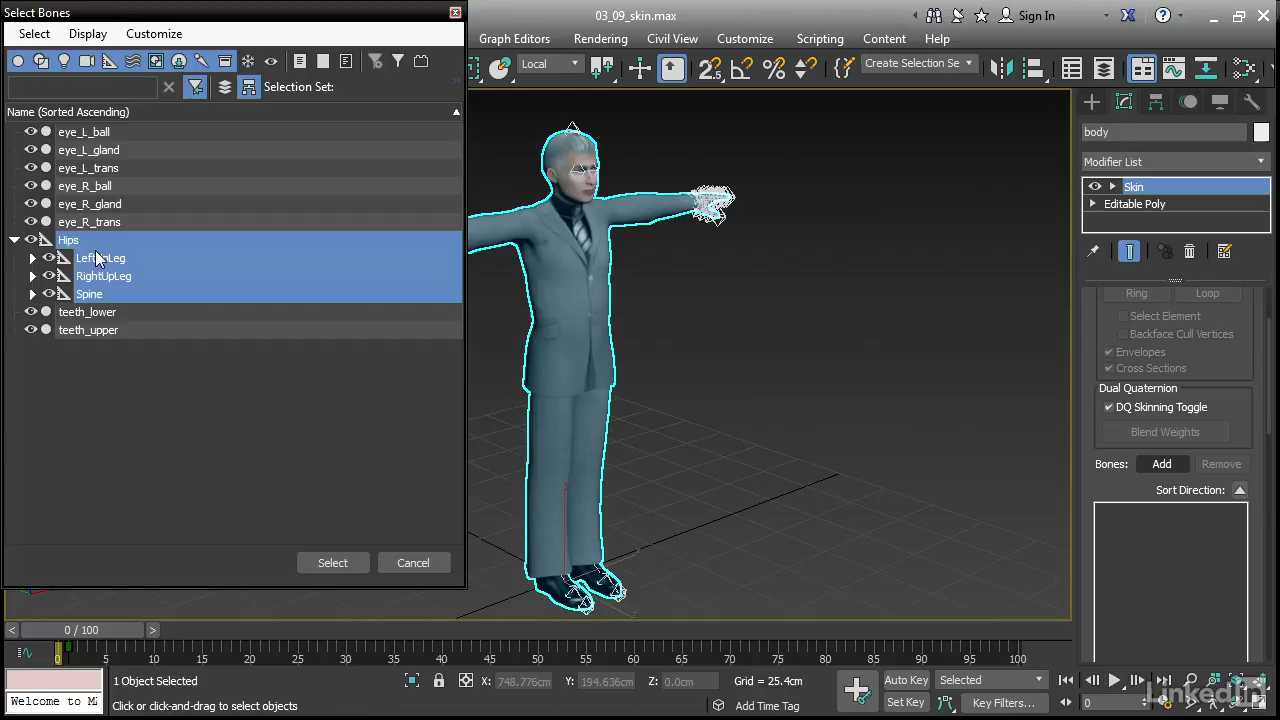 Select Bones
03_09_skin.max
Sign In
Select Display Customize
Graph Editors Rendering Civil View Customize Scripting Content Help
Local
Create Selection Se
Selection Set:
Name (Sorted Ascending)
body
eye_L_ball
eye_L_gland
Modifier List
eye_L_trans
eye_R_ball
Skin
eye_R_gland
Editable Poly
eye_R_trans
Hips
LeftUpLeg
RightUpLeg
Spine
Ring Loop
teeth_lower
Select Element
teeth_upper
Backface Cull Vertices
Envelopes
Cross Sections
Dual Quaternion
DQ Skinning Toggle
Blend Weights
Bones: Add Remove
Sort Direction:
Select Cancel
0 / 100
0 5 10 15 20 25 30 35 40 45 50 55 60 65 70 75 80 85 90 95 100
1 Object Selected
X: 748.776cm Y: 194.636cm Z: 0.0cm Grid = 25.4cm
Auto Key Selected
Welcome to M
Click or click-and-drag to select objects
Add Time Tag
Set Key Key Filters... 0
LinkedIn